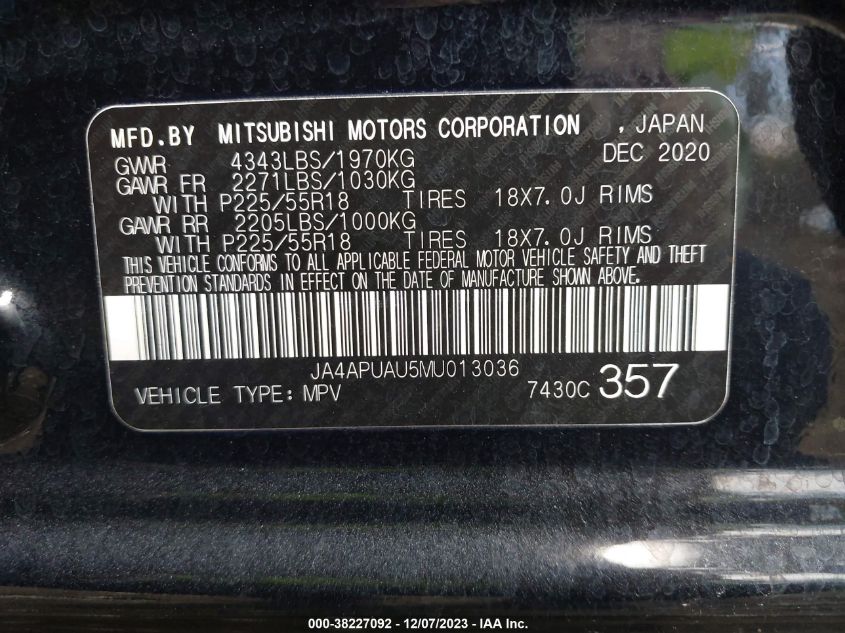 MFD.BY MITSUBISHI MOTORS CORPORATION , JAPAN
GVWR 4343LBS/1970KG DEC 2020
GAWR FR 2271LBS/1030KG
WITH P225/55R18 TIRES 18X7.0J RIMS
GAWR RR 2205LBS/1000KG
WITH P225/55R18 TIRES 18X7.0J RIMS
THIS VEHICLE CONFORMS TO ALL APPLICABLE FEDERAL MOTOR VEHICLE SAFETY AND THEFT
PREVENTION STANDARDS IN EFFECT ON THE DATE OF MANUFACTURE SHOWN ABOVE.
JA4APUAU5MU013036
VEHICLE TYPE: MPV 7430C 357
000-38227092 - 12/07/2023 - IAA Inc.